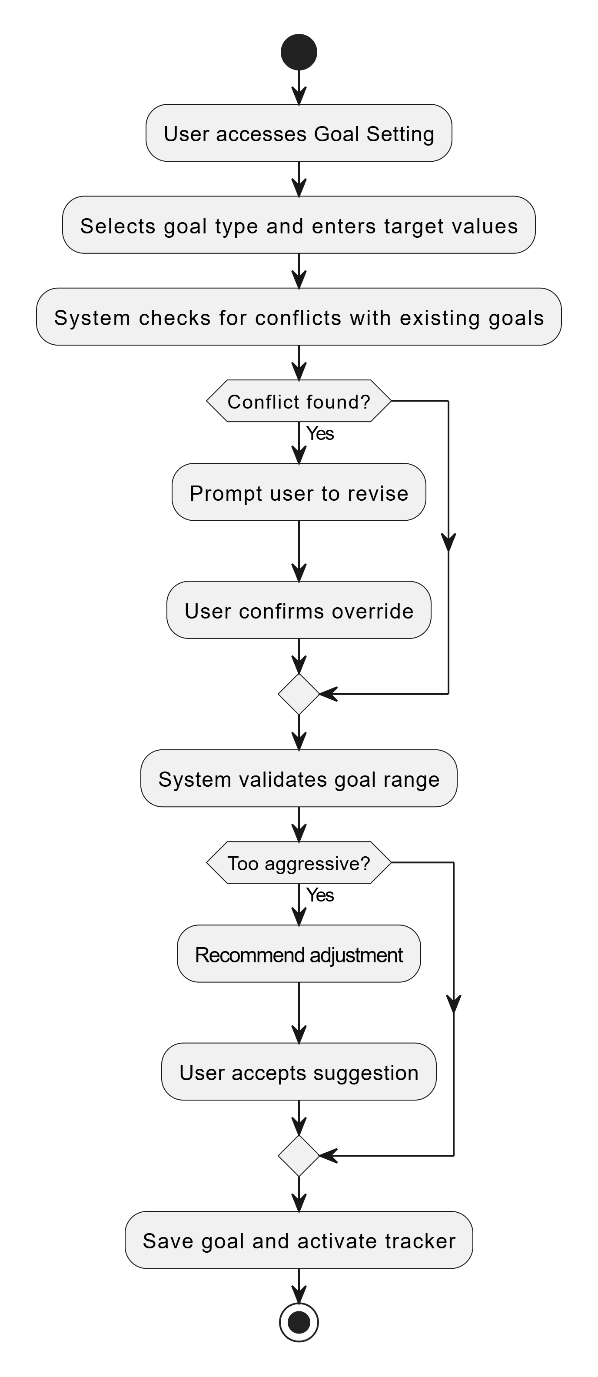 User accesses Goal Setting
Selects goal type and enters target values
System checks for conflicts with existing goals
Conflict found?
Yes
Prompt user to revise
User confirms override
System validates goal range
Too aggressive?
Yes
Recommend adjustment
User accepts suggestion
Save goal and activate tracker